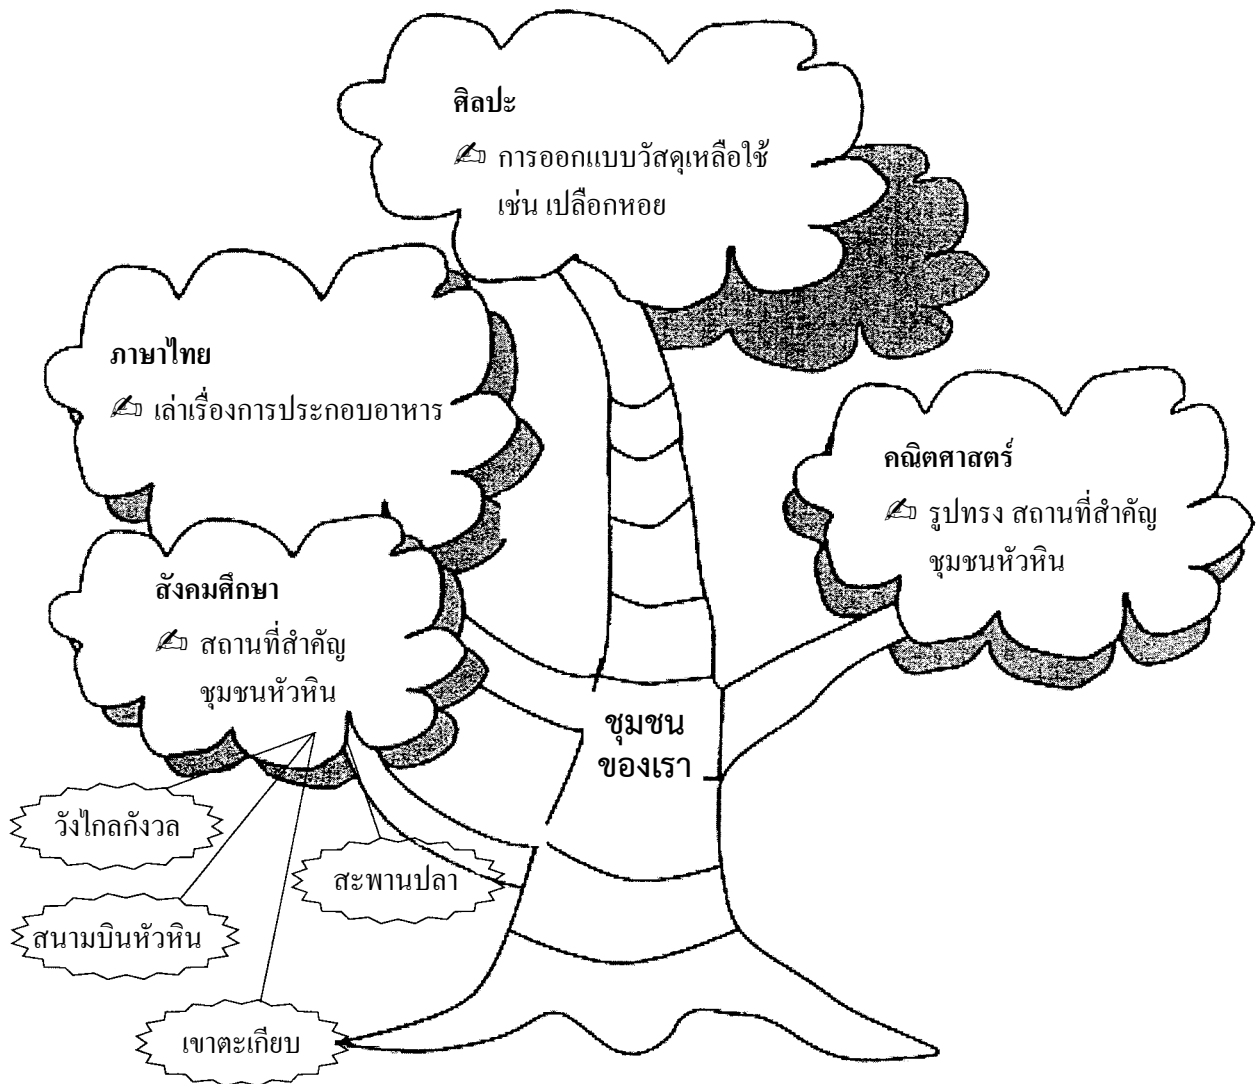 ศิลปะ
✍ การออกแบบวัสดุเหลือใช้
เช่น เปลือกหอย
ภาษาไทย
✍ เล่าเรื่องการประกอบอาหาร
คณิตศาสตร์
✍ รูปทรง สถานที่สำคัญ
ชุมชนหัวหิน
สังคมศึกษา
✍ สถานที่สำคัญ
ชุมชนหัวหิน
ชุมชน
ของเรา
วังไกลกังวล
สะพานปลา
สนามบินหัวหิน
เขาตะเกียบ